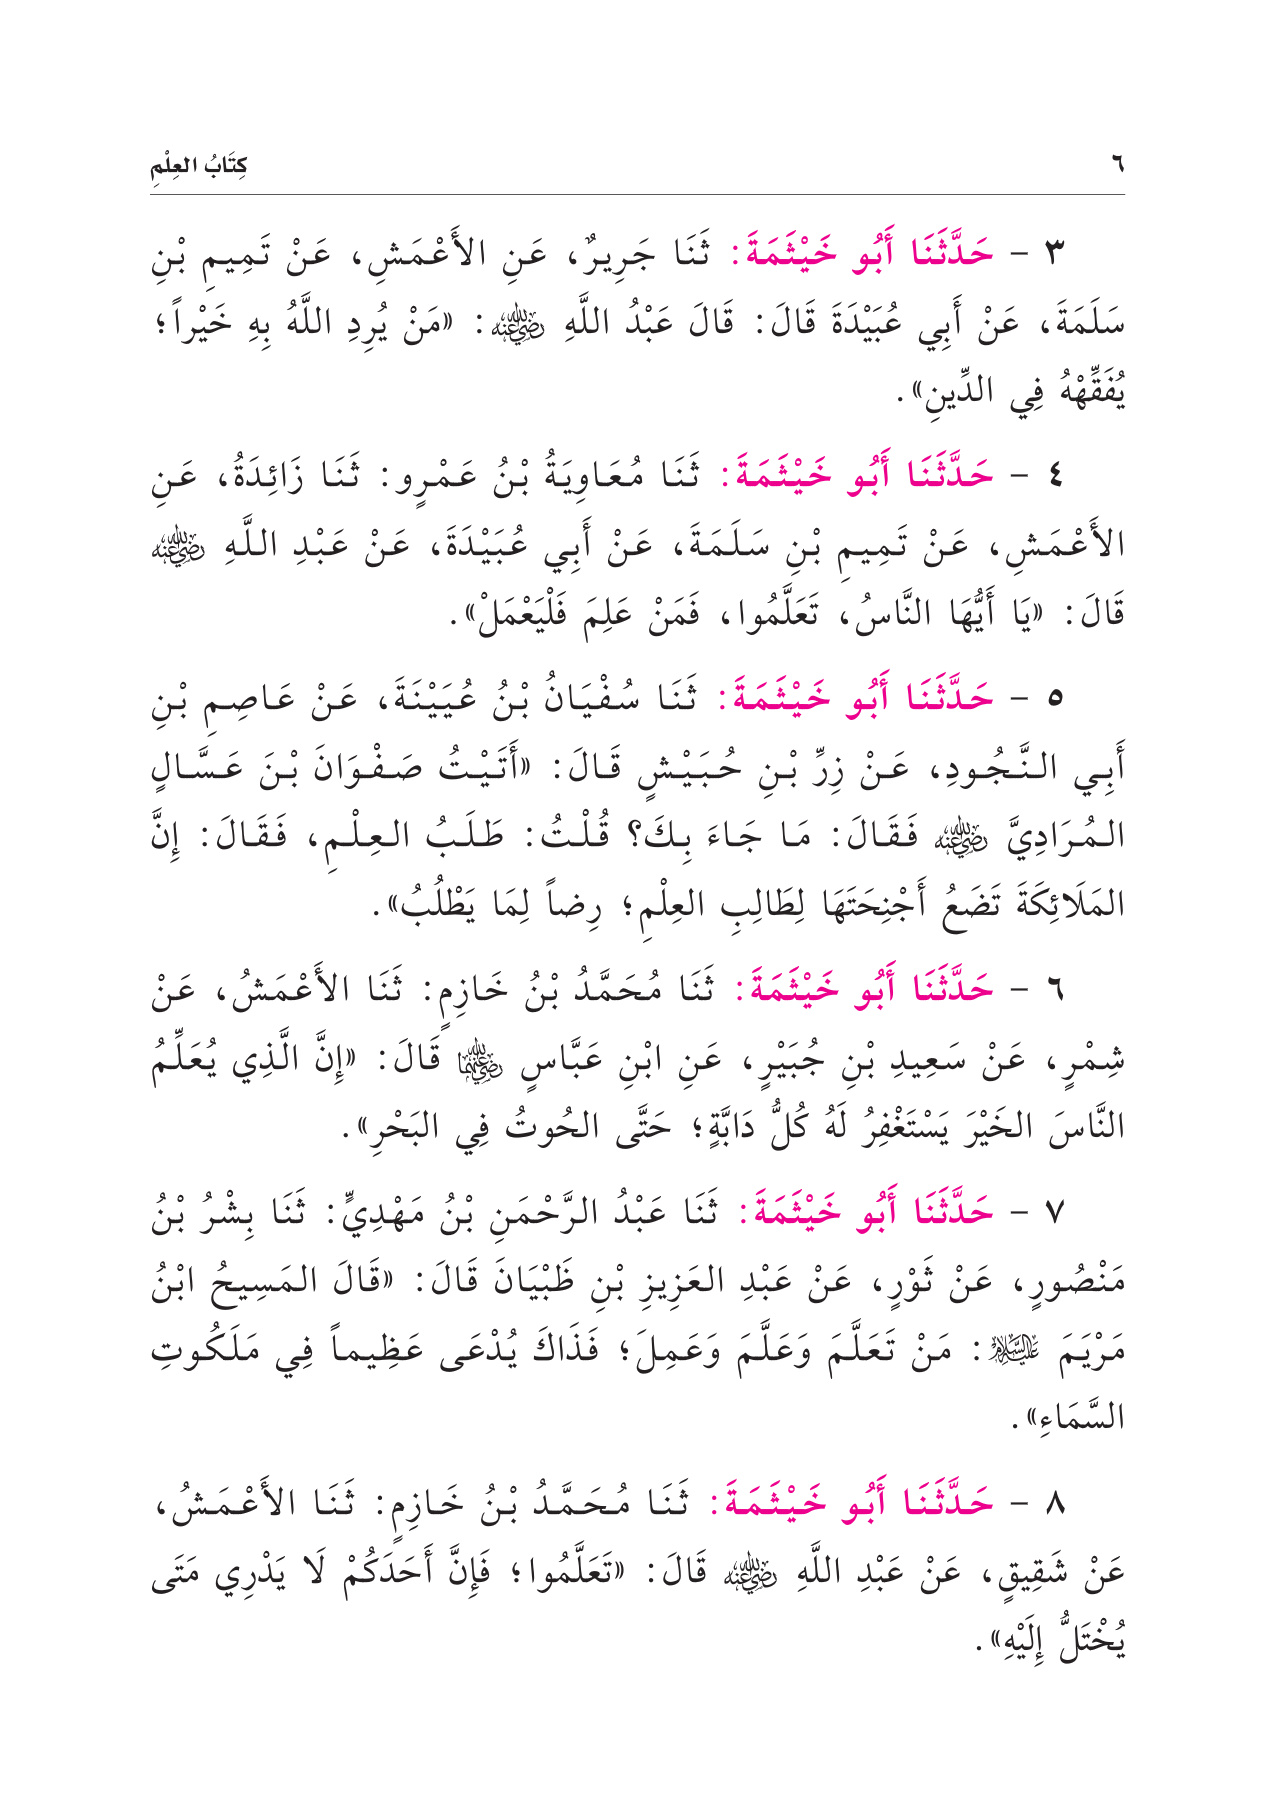 ٦
كِتَابُ العِلْمِ
٣ - حَدَّثَنَا أَبُو خَيْثَمَةَ: ثَنَا جَرِيرٌ، عَنِ الأَعْمَشِ، عَنْ تَمِيمِ بْنِ
سَلَمَةَ، عَنْ أَبِي عُبَيْدَةَ قَالَ: قَالَ عَبْدُ اللَّهِ رضي الله عنه: «مَنْ يُرِدِ اللَّهُ بِهِ خَيْراً؛
يُفَقِّهْهُ فِي الدِّينِ».
٤ - حَدَّثَنَا أَبُو خَيْثَمَةَ: ثَنَا مُعَاوِيَةُ بْنُ عَمْرٍو: ثَنَا زَائِدَةُ، عَنِ
الأَعْمَشِ، عَنْ تَمِيمِ بْنِ سَلَمَةَ، عَنْ أَبِي عُبَيْدَةَ، عَنْ عَبْدِ اللَّهِ رضي الله عنه
قَالَ: «يَا أَيُّهَا النَّاسُ، تَعَلَّمُوا، فَمَنْ عَلِمَ فَلْيَعْمَلْ».
٥ - حَدَّثَنَا أَبُو خَيْثَمَةَ: ثَنَا سُفْيَانُ بْنُ عُيَيْنَةَ، عَنْ عَاصِمِ بْنِ
أَبِي النَّجُودِ، عَنْ زِرِّ بْنِ حُبَيْشٍ قَالَ: «أَتَيْتُ صَفْوَانَ بْنَ عَسَّالٍ
المُرَادِيَّ رضي الله عنه فَقَالَ: مَا جَاءَ بِكَ؟ قُلْتُ: طَلَبُ العِلْمِ، فَقَالَ: إِنَّ
المَلَائِكَةَ تَضَعُ أَجْنِحَتَهَا لِطَالِبِ العِلْمِ؛ رِضاً لِمَا يَطْلُبُ».
٦ - حَدَّثَنَا أَبُو خَيْثَمَةَ: ثَنَا مُحَمَّدُ بْنُ خَازِمٍ: ثَنَا الأَعْمَشُ، عَنْ
شِمْرٍ، عَنْ سَعِيدِ بْنِ جُبَيْرٍ، عَنِ ابْنِ عَبَّاسٍ رضي الله عنهما قَالَ: «إِنَّ الَّذِي يُعَلِّمُ
النَّاسَ الخَيْرَ يَسْتَغْفِرُ لَهُ كُلُّ دَابَّةٍ؛ حَتَّى الحُوتُ فِي البَحْرِ».
٧ - حَدَّثَنَا أَبُو خَيْثَمَةَ: ثَنَا عَبْدُ الرَّحْمَنِ بْنُ مَهْدِيٍّ: ثَنَا بِشْرُ بْنُ
مَنْصُورٍ، عَنْ ثَوْرٍ، عَنْ عَبْدِ العَزِيزِ بْنِ ظَبْيَانَ قَالَ: «قَالَ المَسِيحُ ابْنُ
مَرْيَمَ عليه السلام: مَنْ تَعَلَّمَ وَعَلَّمَ وَعَمِلَ؛ فَذَاكَ يُدْعَى عَظِيماً فِي مَلَكُوتِ
السَّمَاءِ».
٨ - حَدَّثَنَا أَبُو خَيْثَمَةَ: ثَنَا مُحَمَّدُ بْنُ خَازِمٍ: ثَنَا الأَعْمَشُ،
عَنْ شَقِيقٍ، عَنْ عَبْدِ اللَّهِ رضي الله عنه قَالَ: «تَعَلَّمُوا؛ فَإِنَّ أَحَدَكُمْ لَا يَدْرِي مَتَى
يُخْتَلُّ إِلَيْهِ».